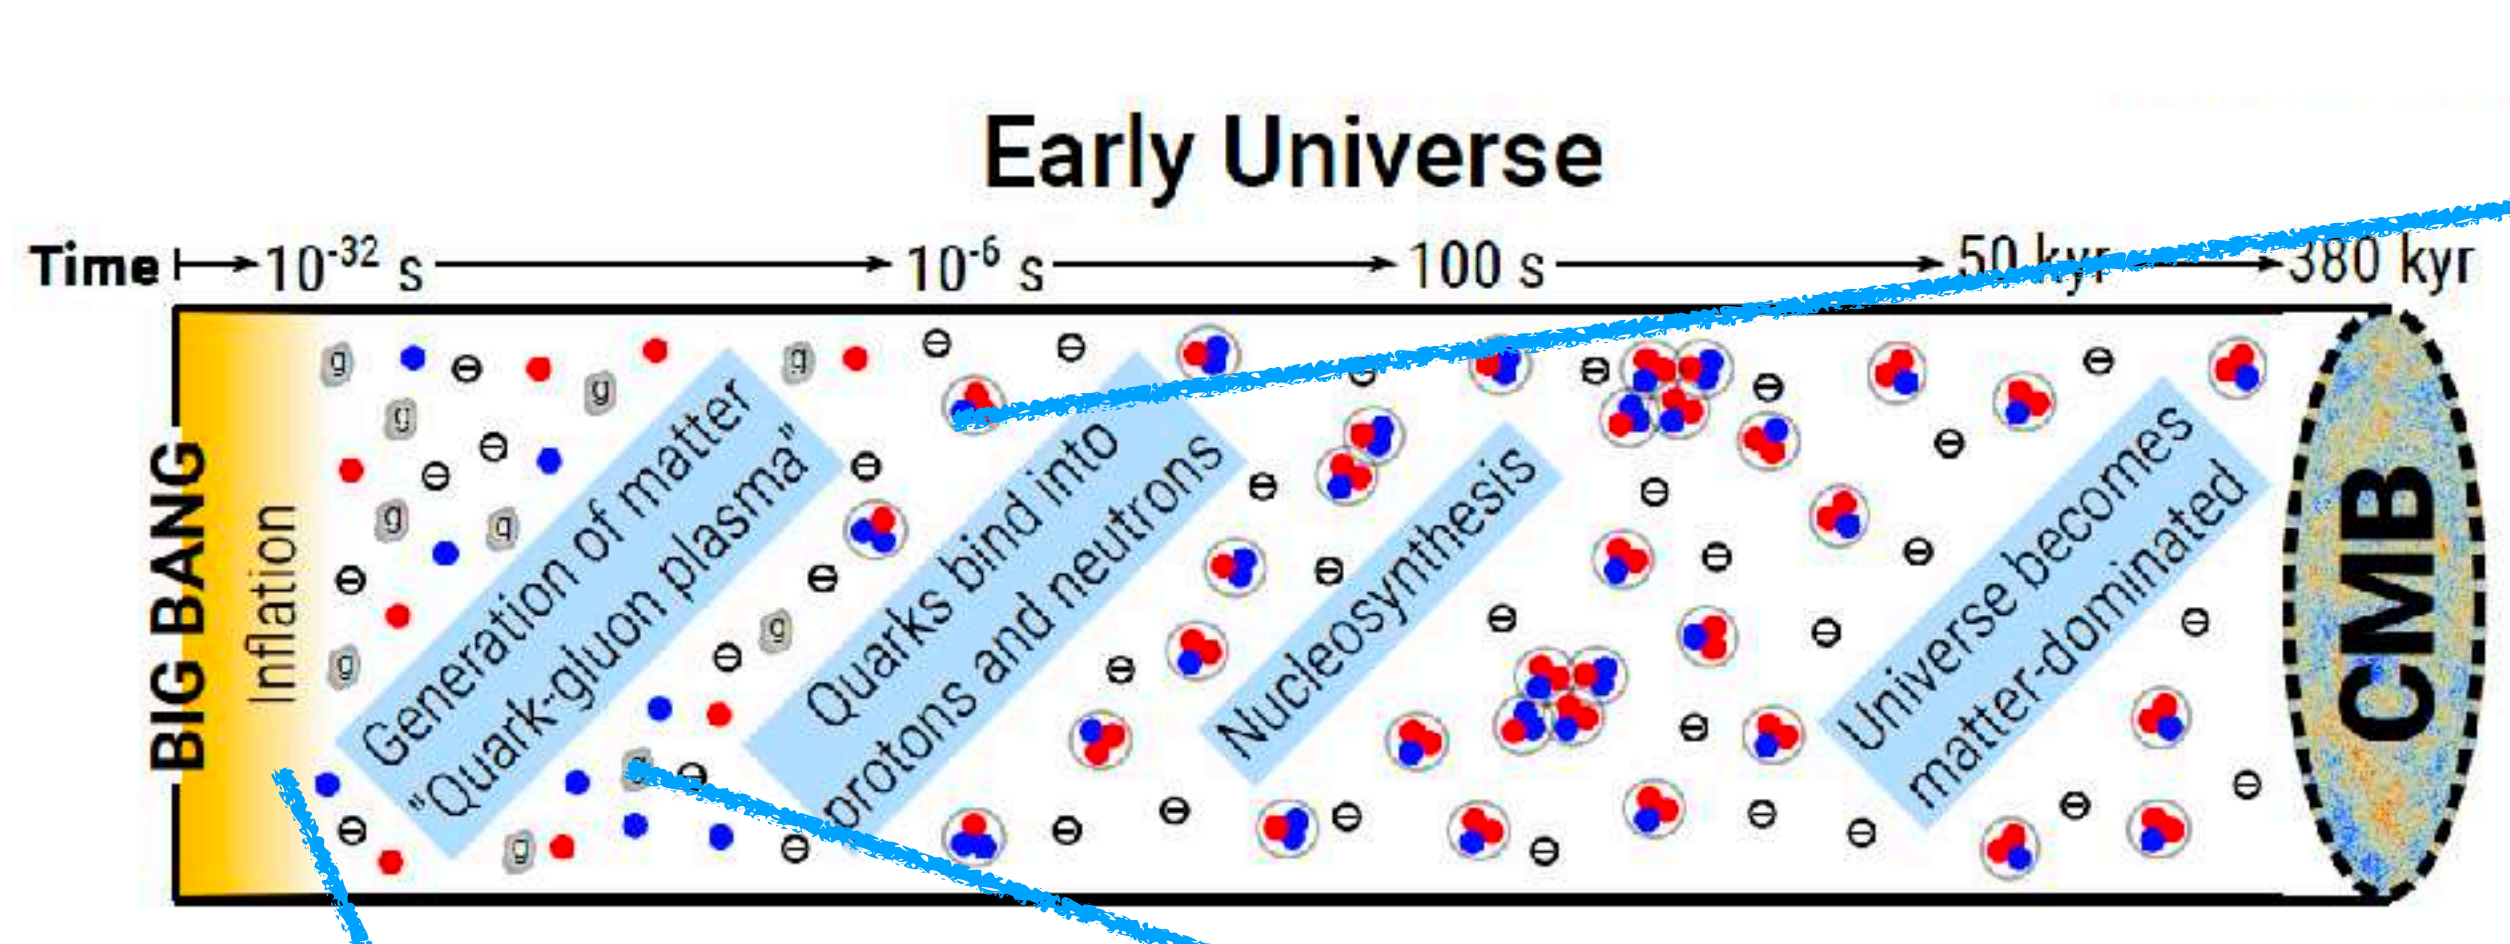 Early Universe
Time 10⁻³² s 10⁻⁶ s 100 s 50 kyr 380 kyr
BIG BANG
Inflation
Generation of matter
"Quark-gluon plasma"
Quarks bind into
protons and neutrons
Nucleosynthesis
Universe becomes
matter-dominated
CMB
g
g
g
g
g
g
g
g
g
g